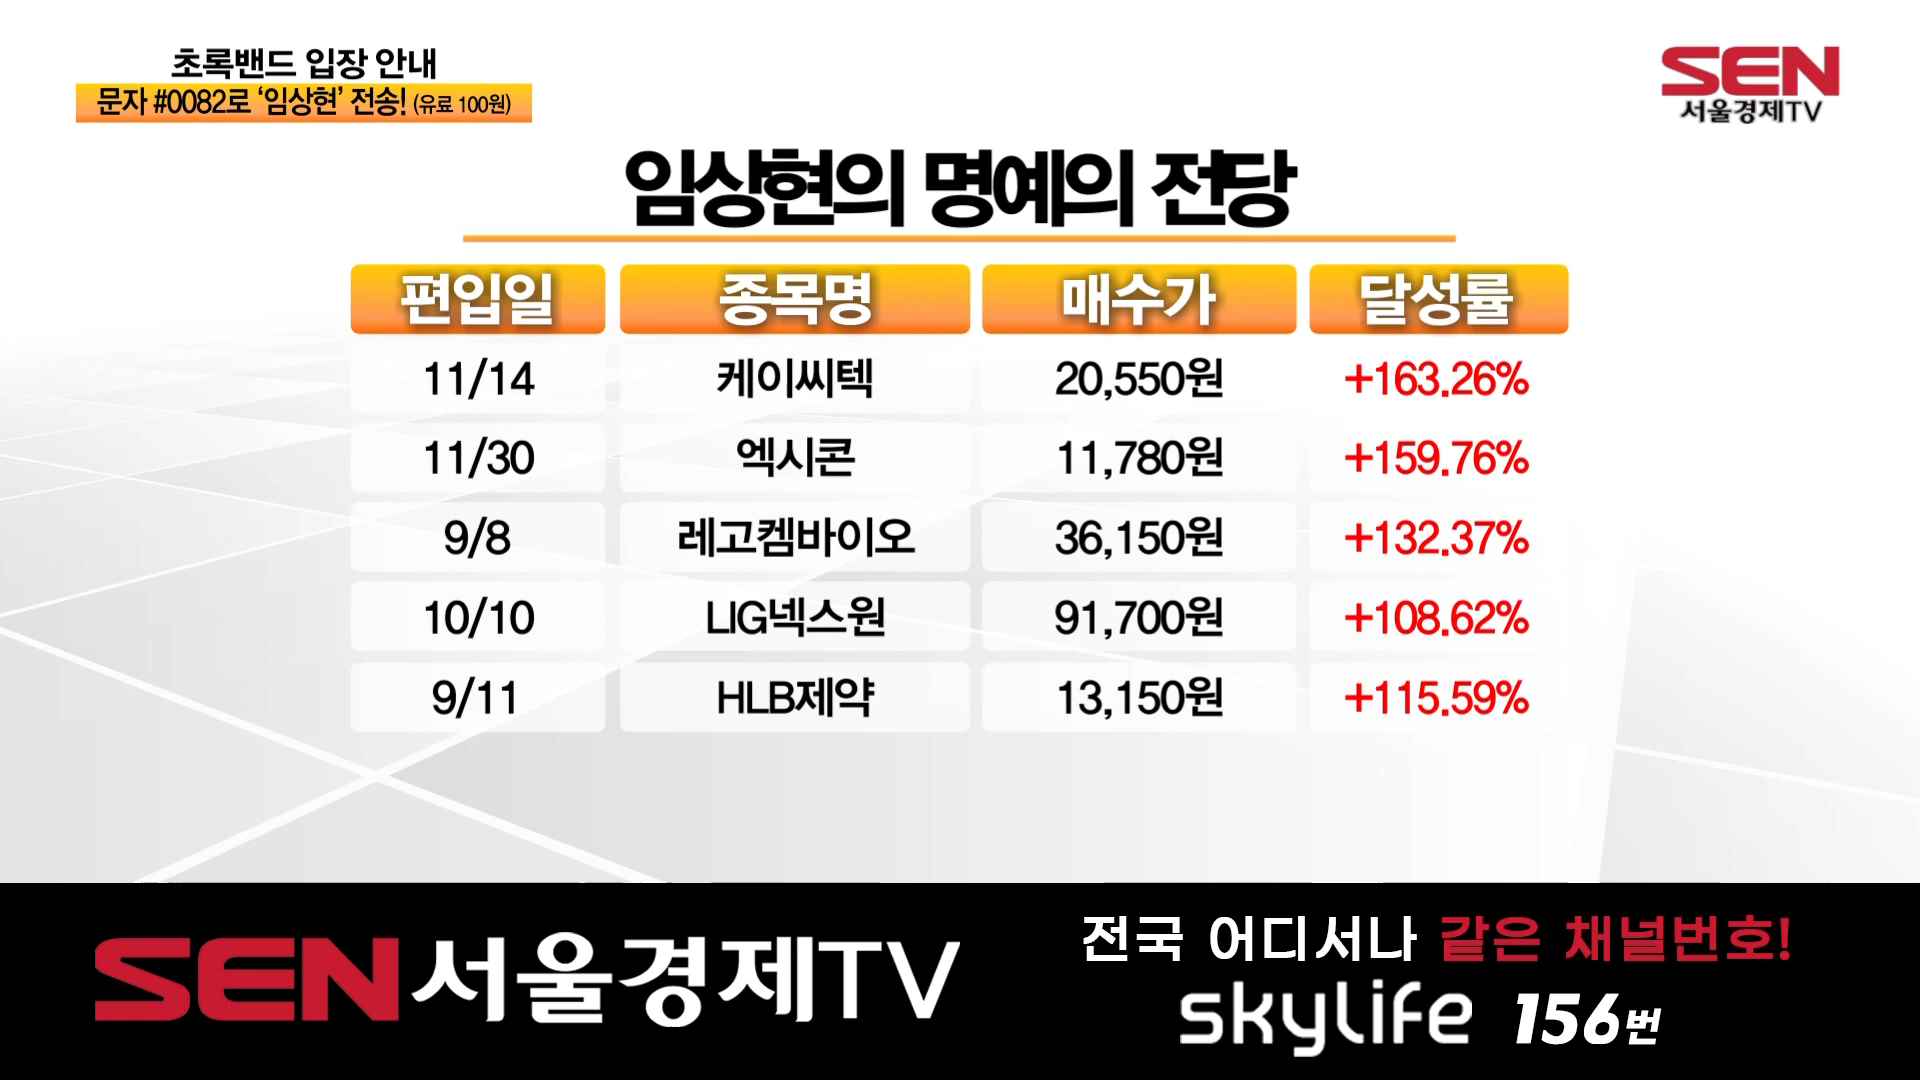 초록밴드 입장 안내
문자 #0082로 ‘임상현’ 전송! (유료 100원)
SEN
서울경제TV
임상현의 명예의 전당
편입일 종목명 매수가 달성률
11/14 케이씨텍 20,550원 +163.26%
11/30 엑시콘 11,780원 +159.76%
9/8 레고켐바이오 36,150원 +132.37%
10/10 LIG넥스원 91,700원 +108.62%
9/11 HLB제약 13,150원 +115.59%
SEN 서울경제TV
전국 어디서나 같은 채널번호!
skylife 156번